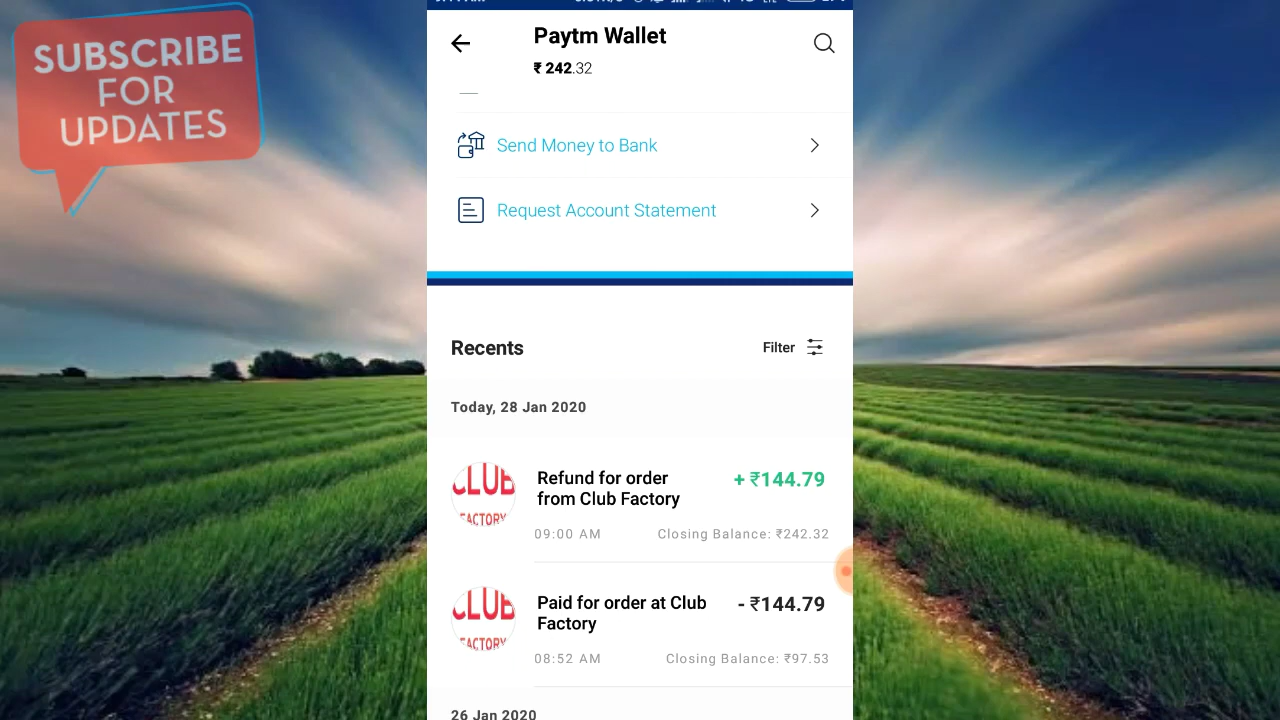 SUBSCRIBE
FOR
UPDATES
Paytm Wallet
₹ 242.32
Send Money to Bank
Request Account Statement
Recents
Filter
Today, 28 Jan 2020
CLUB
FACTORY
Refund for order
from Club Factory
+ ₹144.79
09:00 AM
Closing Balance: ₹242.32
CLUB
FACTORY
Paid for order at Club
Factory
- ₹144.79
08:52 AM
Closing Balance: ₹97.53
26 Jan 2020